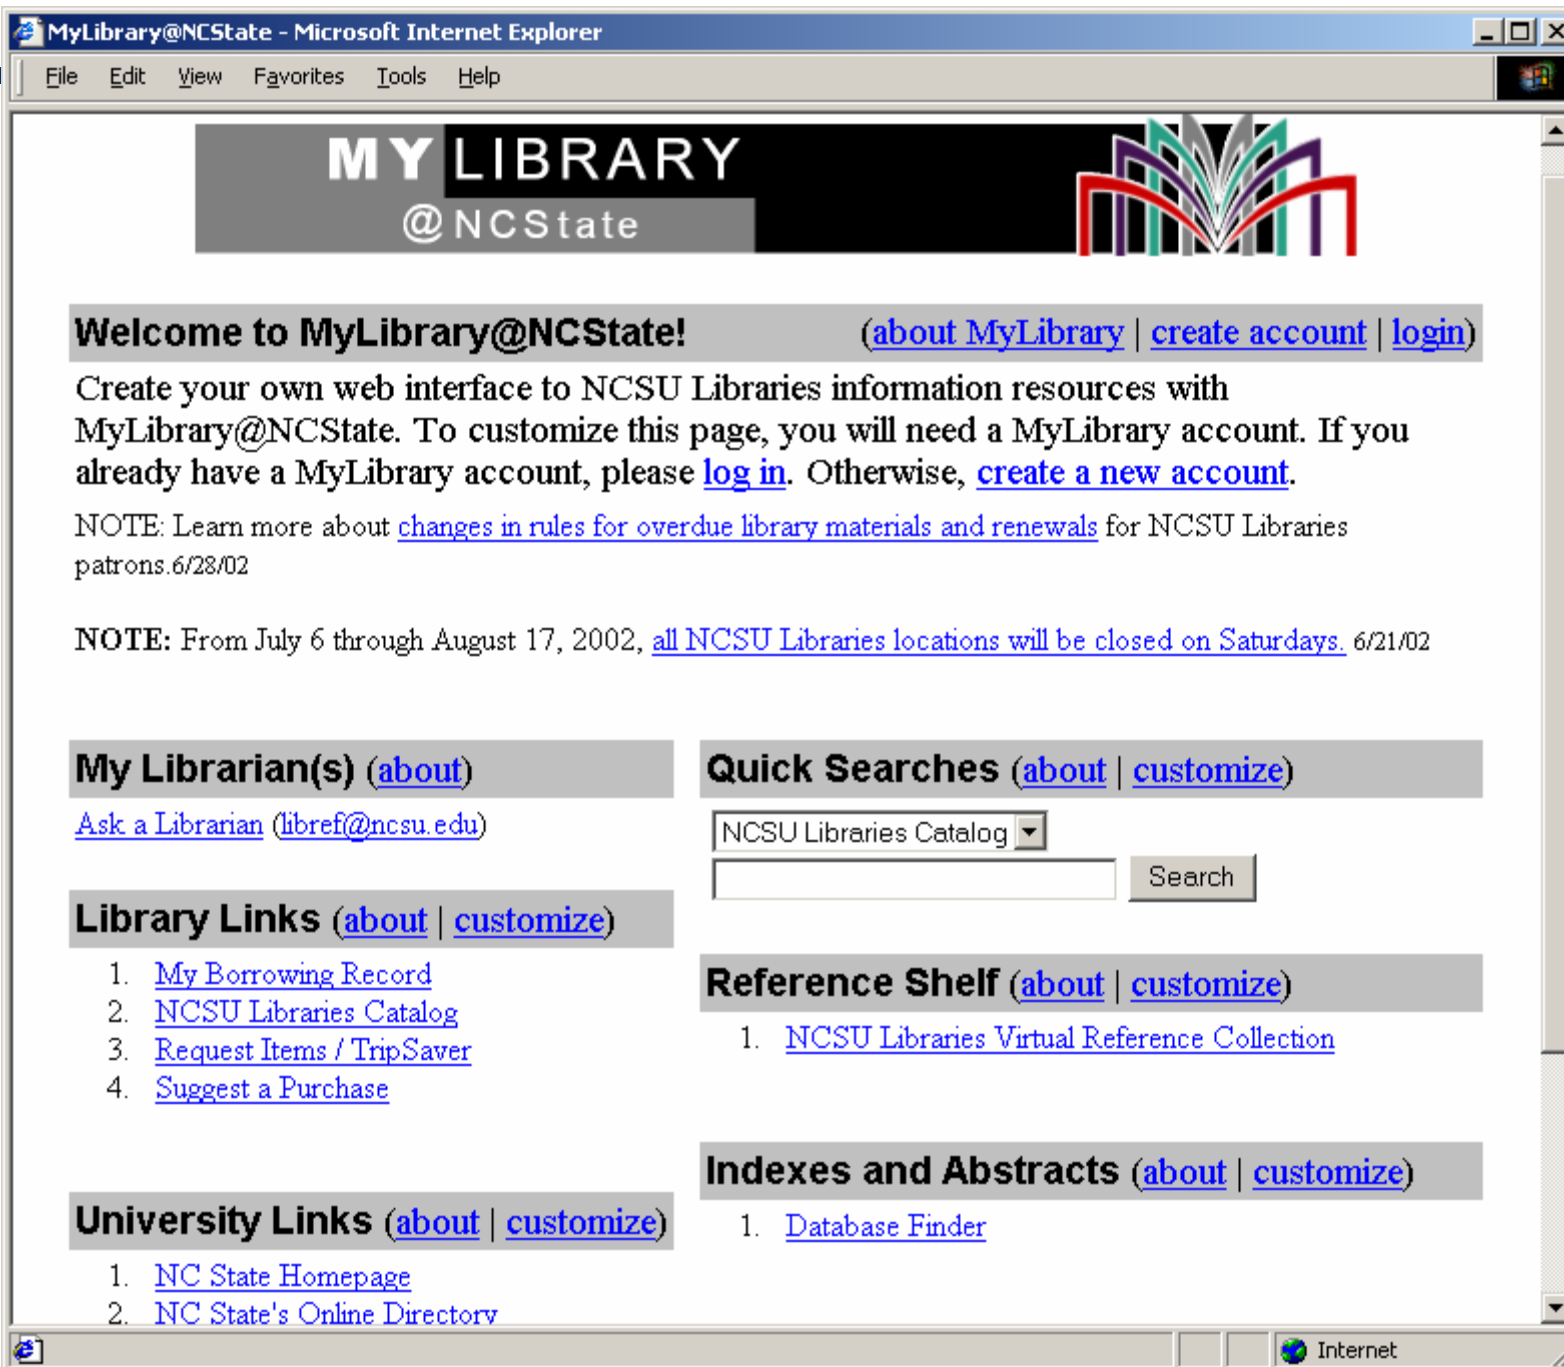 MyLibrary@NCState - Microsoft Internet Explorer
File Edit View Favorites Tools Help
MY LIBRARY
@NCState
Welcome to MyLibrary@NCState! (about MyLibrary | create account | login)
Create your own web interface to NCSU Libraries information resources with
MyLibrary@NCState. To customize this page, you will need a MyLibrary account. If you
already have a MyLibrary account, please log in. Otherwise, create a new account.
NOTE: Learn more about changes in rules for overdue library materials and renewals for NCSU Libraries
patrons.6/28/02
NOTE: From July 6 through August 17, 2002, all NCSU Libraries locations will be closed on Saturdays. 6/21/02
My Librarian(s) (about)
Ask a Librarian (libref@ncsu.edu)
Library Links (about | customize)
1. My Borrowing Record
2. NCSU Libraries Catalog
3. Request Items / TripSaver
4. Suggest a Purchase
University Links (about | customize)
1. NC State Homepage
2. NC State's Online Directory
Quick Searches (about | customize)
NCSU Libraries Catalog
Search
Reference Shelf (about | customize)
1. NCSU Libraries Virtual Reference Collection
Indexes and Abstracts (about | customize)
1. Database Finder
Internet